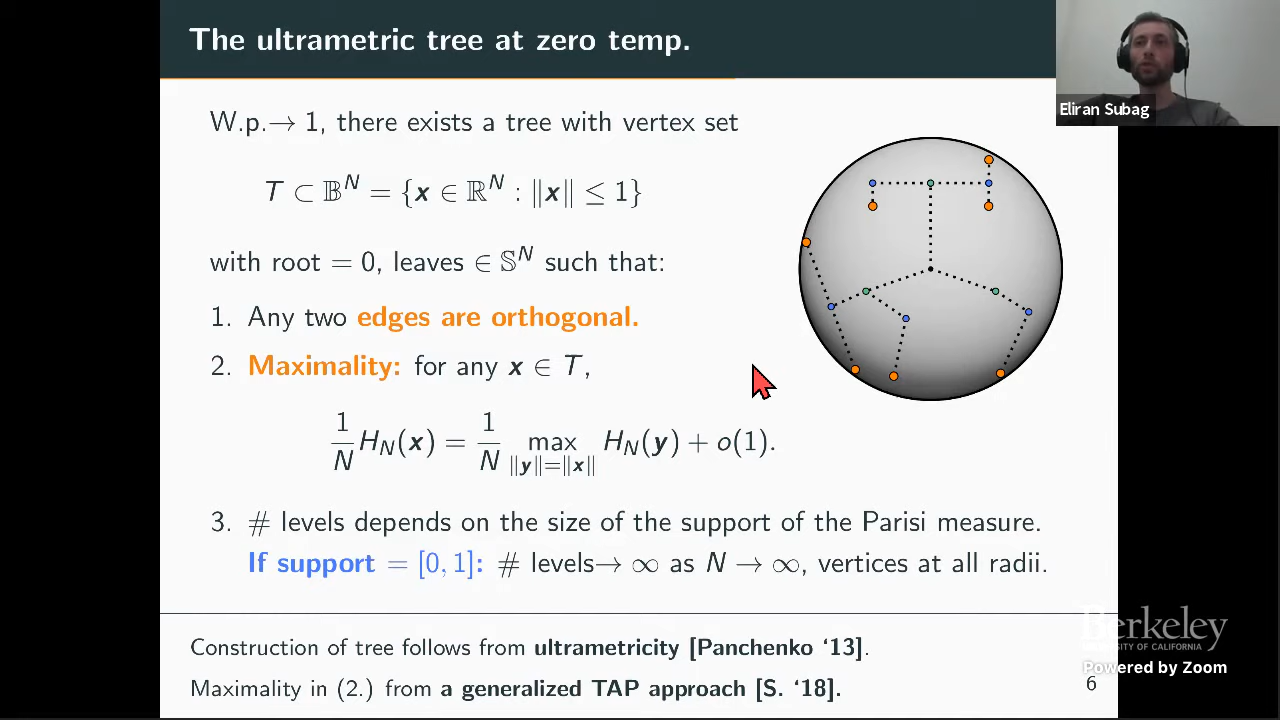 The ultrametric tree at zero temp.
Eliran Subag
W.p.→ 1, there exists a tree with vertex set
T ⊂ 𝔹^N = {x ∈ ℝ^N : ‖x‖ ≤ 1}
with root = 0, leaves ∈ 𝕊^N such that:
1. Any two edges are orthogonal.
2. Maximality: for any x ∈ T,
1/N H_N(x) = 1/N max_{‖y‖=‖x‖} H_N(y) + o(1).
3. # levels depends on the size of the support of the Parisi measure.
If support = [0, 1]: # levels→ ∞ as N → ∞, vertices at all radii.
Construction of tree follows from ultrametricity [Panchenko ‘13].
Maximality in (2.) from a generalized TAP approach [S. ‘18].
6
Berkeley
UNIVERSITY OF CALIFORNIA
Powered by Zoom